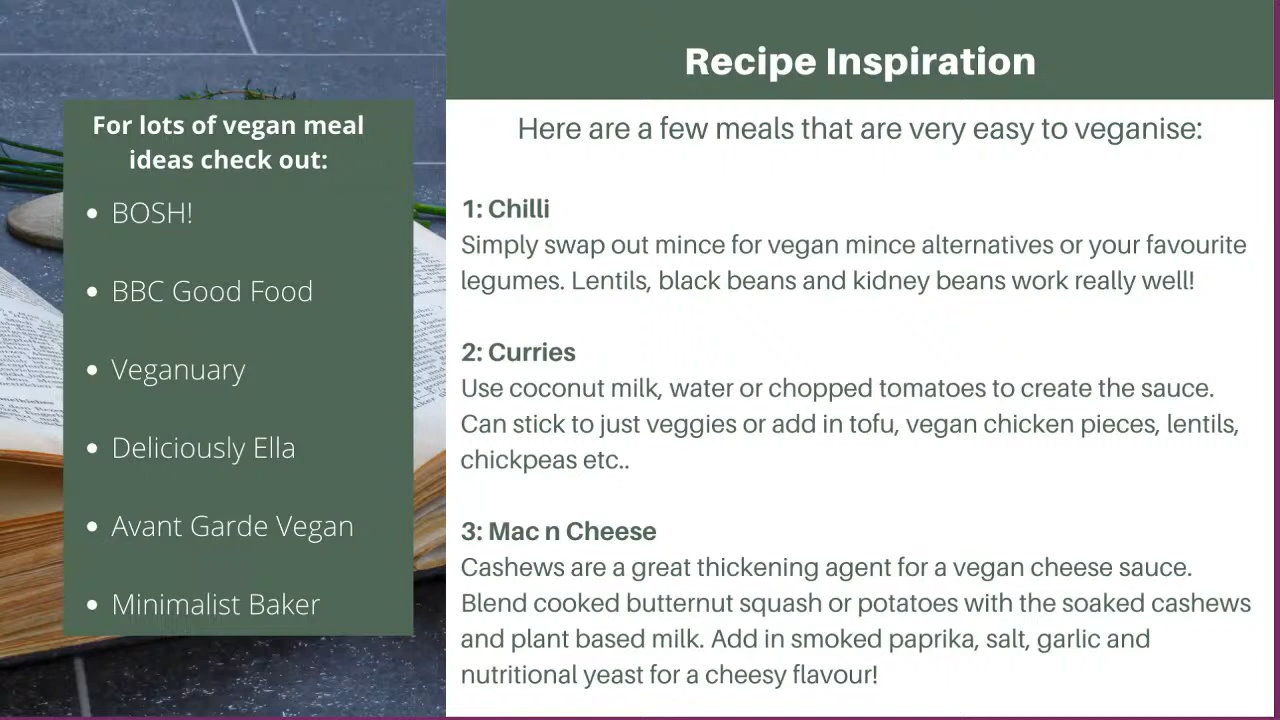 For lots of vegan meal
ideas check out:
• BOSH!
• BBC Good Food
• Veganuary
• Deliciously Ella
• Avant Garde Vegan
• Minimalist Baker
Recipe Inspiration
Here are a few meals that are very easy to veganise:
1: Chilli
Simply swap out mince for vegan mince alternatives or your favourite
legumes. Lentils, black beans and kidney beans work really well!
2: Curries
Use coconut milk, water or chopped tomatoes to create the sauce.
Can stick to just veggies or add in tofu, vegan chicken pieces, lentils,
chickpeas etc..
3: Mac n Cheese
Cashews are a great thickening agent for a vegan cheese sauce.
Blend cooked butternut squash or potatoes with the soaked cashews
and plant based milk. Add in smoked paprika, salt, garlic and
nutritional yeast for a cheesy flavour!